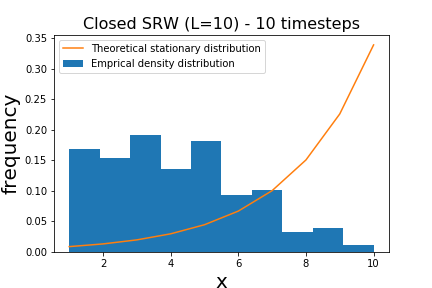 Closed SRW (L=10) - 10 timesteps
Theoretical stationary distribution
Emprical density distribution
frequency
0.35
0.30
0.25
0.20
0.15
0.10
0.05
0.00
2 4 6 8 10
x